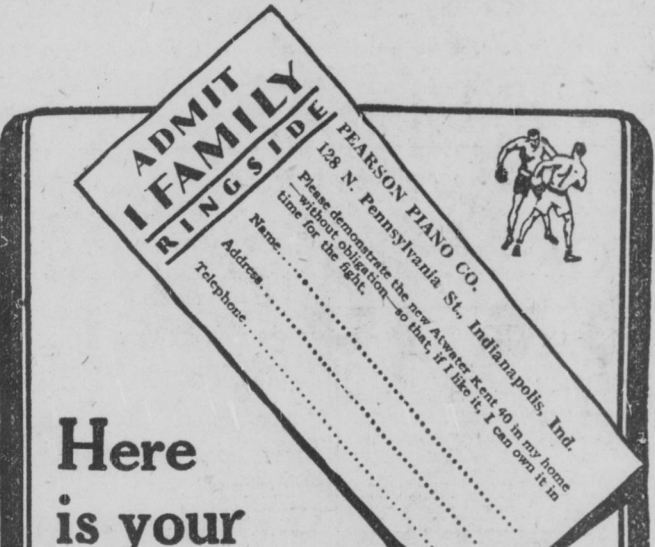 ADMIT
1 FAMILY
RINGSIDE
PEARSON PIANO CO.
128 N. Pennsylvania St., Indianapolis, Ind.
Please demonstrate the new Atwater Kent 40 in my home
—without obligation—so that, if I like it, I can own it in
time for the fight.
Name
Address
Telephone
Here
is your